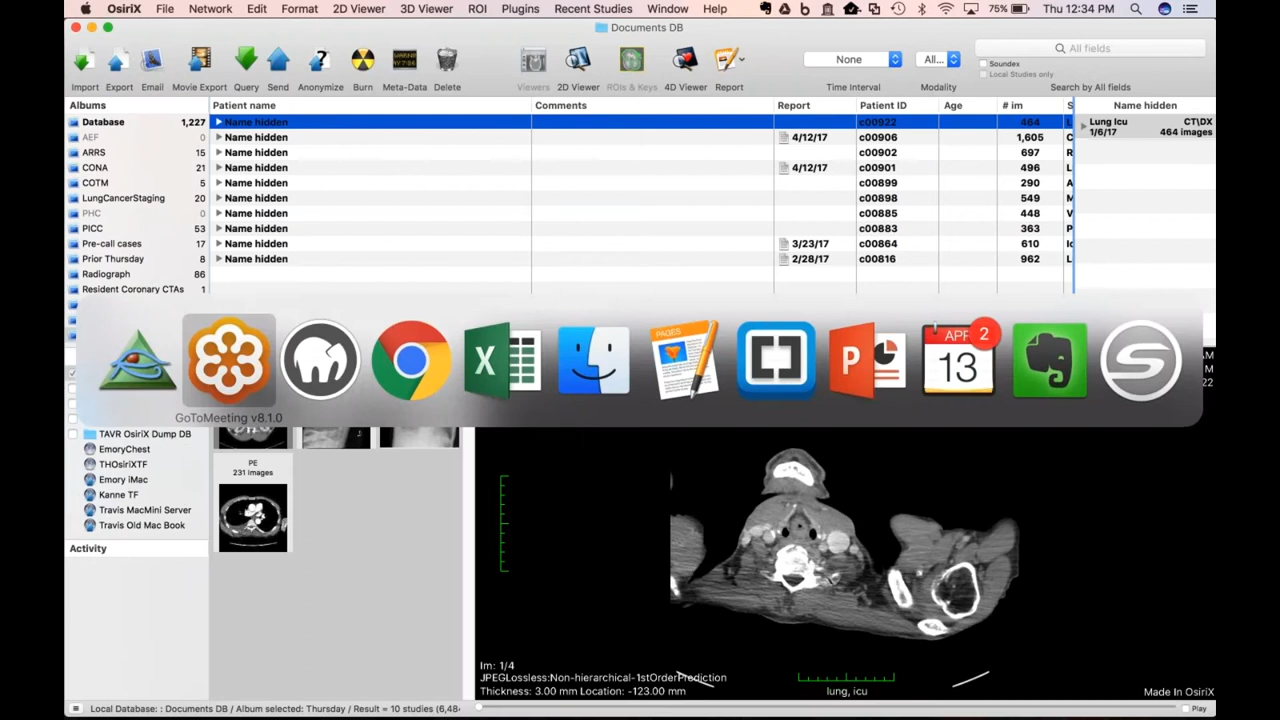 OsiriX File Network Edit Format 2D Viewer 3D Viewer ROI Plugins Recent Studies Window Help 75% Thu 12:34 PM
Documents DB
None All... All fields
Soundex
Local Studies only
Import Export Email Movie Export Query Send Anonymize Burn Meta-Data Delete Viewers 2D Viewer ROIs & Keys 4D Viewer Report Time Interval Modality Search by All fields
Albums Patient name Comments Report Patient ID Age # im S Name hidden
Database 1,227 Name hidden c00922 464 L Lung Icu CT\DX
1/6/17 464 images
AEF 0 Name hidden 4/12/17 c00906 1,605 C
ARRS 15 Name hidden c00902 697 R
CONA 21 Name hidden 4/12/17 c00901 496 L
COTM 5 Name hidden c00899 290 A
LungCancerStaging 20 Name hidden c00898 549 M
PHC 0 Name hidden c00885 448 V
PICC 53 Name hidden c00883 363 P
Pre-call cases 17 Name hidden 3/23/17 c00864 610 Ic
Prior Thursday 8 Name hidden 2/28/17 c00816 962 L
Radiograph 86
Resident Coronary CTAs 1
PAGES
APR 2
13
X P S
GoToMeeting v8.1.0
TAVR OsiriX Dump DB
EmoryChest
THOsiriXTF
Emory iMac
Kanne TF
Travis MacMini Server
Travis Old Mac Book
PE
231 Images
Activity
Im: 1/4
JPEGLossless:Non-hierarchical-1stOrderPrediction
Thickness: 3.00 mm Location: -123.00 mm
lung, icu
Made In OsiriX
Local Database: : Documents DB / Album selected: Thursday / Result = 10 studies (6,484 Play